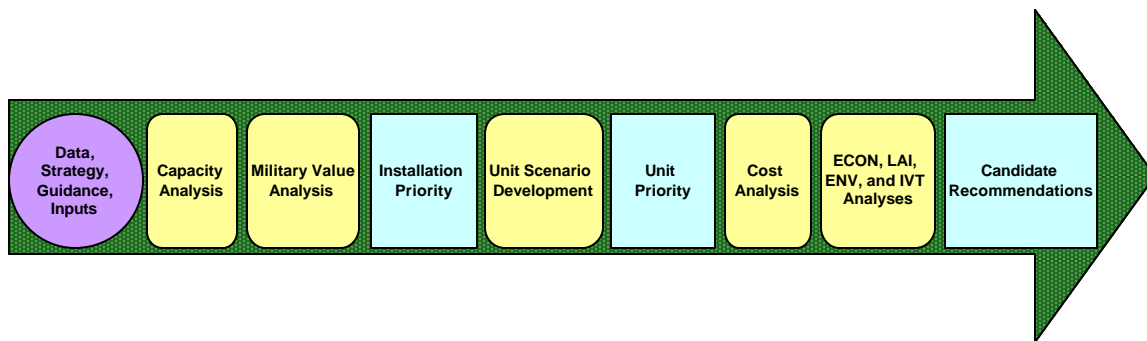 Data,
Strategy,
Guidance,
Inputs
Capacity
Analysis
Military Value
Analysis
Installation
Priority
Unit Scenario
Development
Unit
Priority
Cost
Analysis
ECON, LAI,
ENV, and IVT
Analyses
Candidate
Recommendations